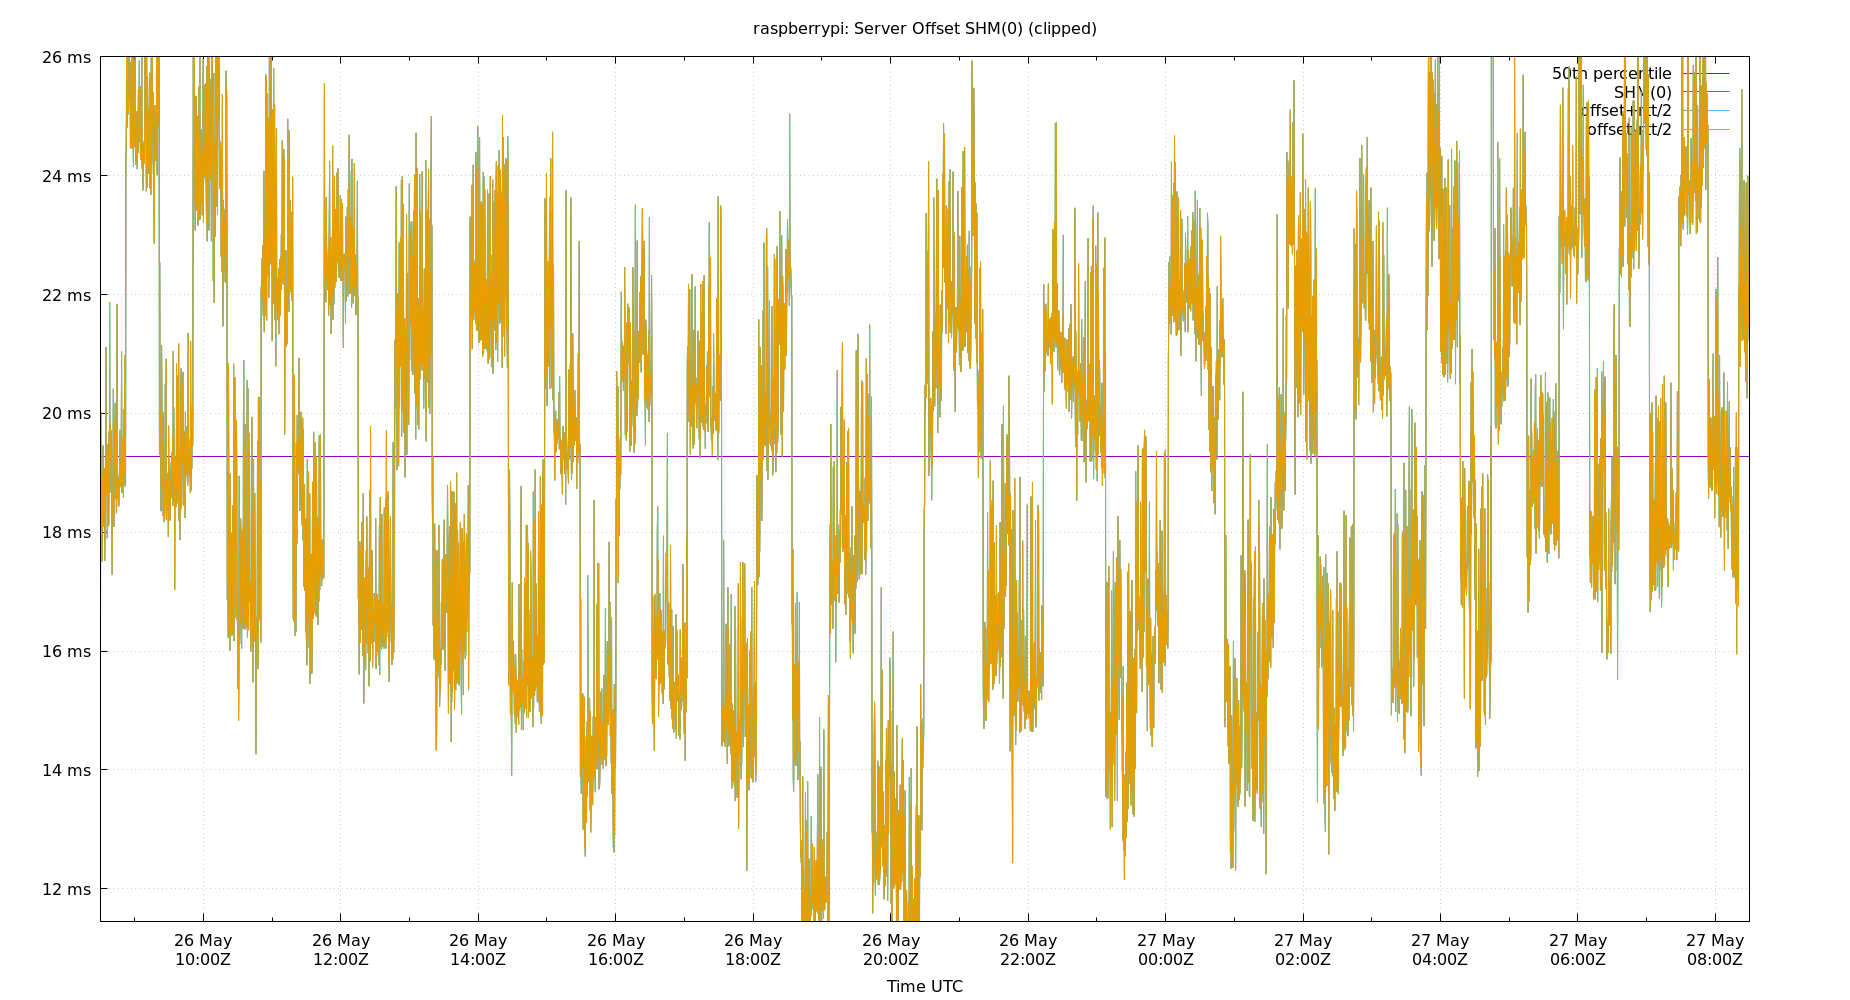 raspberrypi: Server Offset SHM(0) (clipped)
26 ms
24 ms
22 ms
20 ms
18 ms
16 ms
14 ms
12 ms
50th percentile
SHM(0)
offset+rtt/2
offset-rtt/2
26 May 26 May 26 May 26 May 26 May 26 May 26 May 27 May 27 May 27 May 27 May 27 May
10:00Z 12:00Z 14:00Z 16:00Z 18:00Z 20:00Z 22:00Z 00:00Z 02:00Z 04:00Z 06:00Z 08:00Z
Time UTC